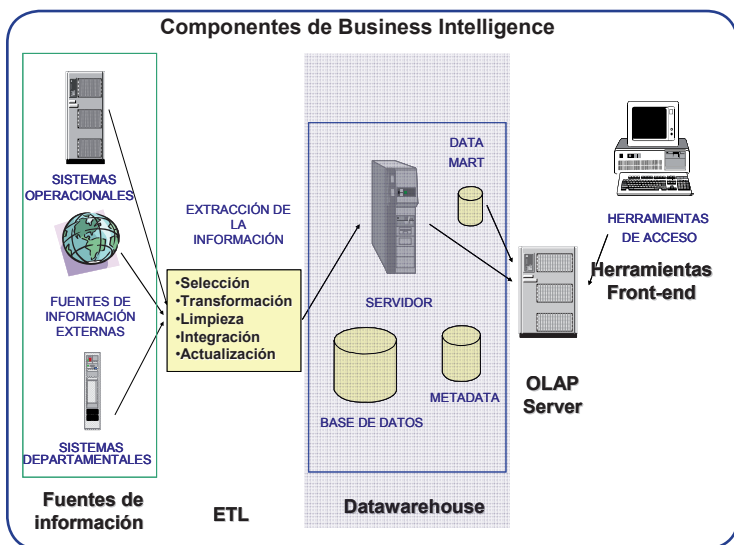 Componentes de Business Intelligence
SISTEMAS
OPERACIONALES
FUENTES DE
INFORMACIÓN
EXTERNAS
SISTEMAS
DEPARTAMENTALES
Fuentes de
información
EXTRACCIÓN DE
LA
INFORMACIÓN
•Selección
•Transformación
•Limpieza
•Integración
•Actualización
ETL
DATA
MART
SERVIDOR
BASE DE DATOS
METADATA
Datawarehouse
OLAP
Server
HERRAMIENTAS
DE ACCESO
Herramientas
Front-end